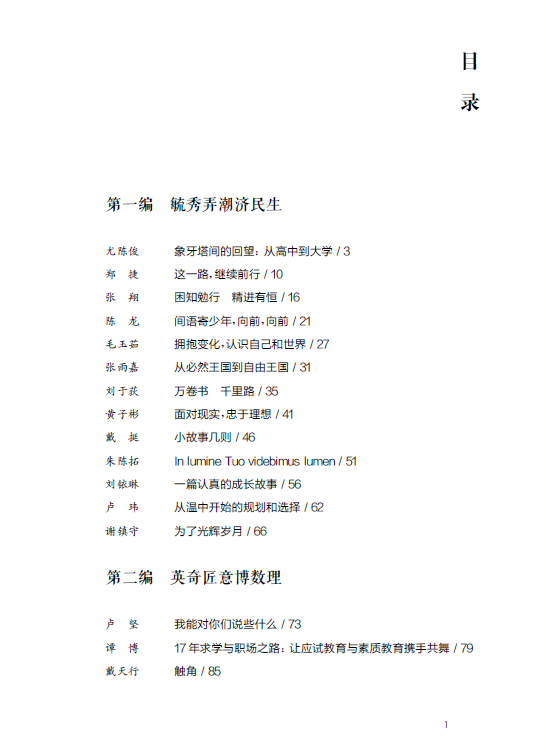 目
录
第一编 毓秀弄潮济民生
尤陈俊 象牙塔间的回望：从高中到大学 / 3
郑 捷 这一路，继续前行 / 10
张 翔 困知勉行 精进有恒 / 16
陈 龙 间语寄少年，向前，向前 / 21
毛玉茹 拥抱变化，认识自己和世界 / 27
张雨嘉 从必然王国到自由王国 / 31
刘于荻 万卷书 千里路 / 35
黄子彬 面对现实，忠于理想 / 41
戴 挺 小故事几则 / 46
朱陈拓 In lumine Tuo videbimus lumen / 51
刘依琳 一篇认真的成长故事 / 56
卢 玮 从温中开始的规划和选择 / 62
谢镇守 为了光辉岁月 / 66
第二编 英奇匠意博数理
卢 坚 我能对你们说些什么 / 73
谭 博 17 年求学与职场之路：让应试教育与素质教育携手共舞 / 79
戴天行 触角 / 85
1